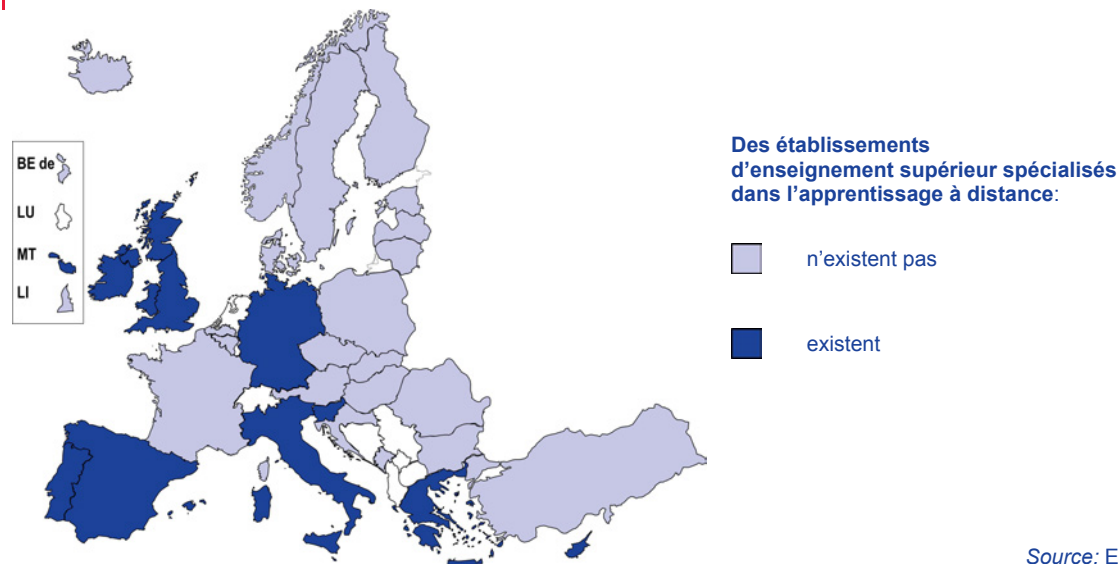 BE de
LU
MT
LI
Des établissements
d’enseignement supérieur spécialisés
dans l’apprentissage à distance:
n’existent pas
existent
Source: E